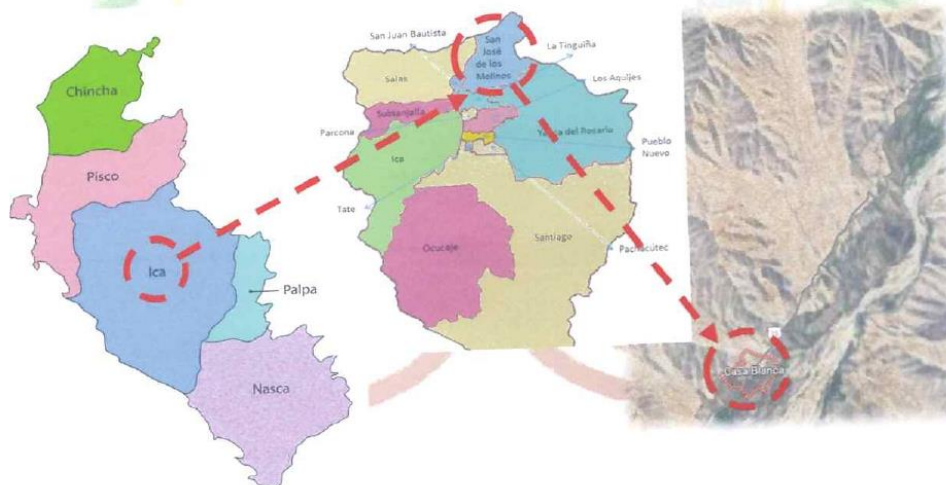 Chincha
Pisco
Ica
Palpa
Nasca
San Juan Bautista
San
José
de los
Molinos
La Tinguiña
Salas
Los Aquijes
Subtanjalla
Parcona
Yauca del Rosario
Ica
Pueblo
Nuevo
Tate
Ocucaje
Santiago
Pachacútec
Casa Blanca